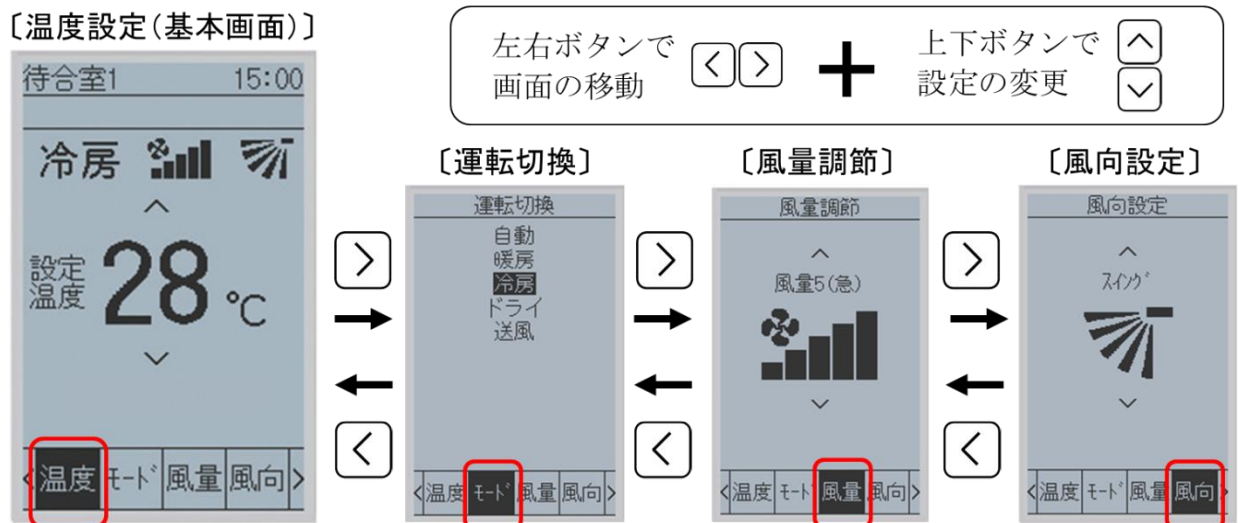 〔温度設定(基本画面)〕
待合室1 15:00
冷房
設定
温度
28℃
<温度 ﾓｰﾄﾞ 風量 風向>
左右ボタンで
画面の移動
<>
+
上下ボタンで
設定の変更
〔運転切換〕
運転切換
自動
暖房
冷房
ドライ
送風
<温度 ﾓｰﾄﾞ 風量 風向>
〔風量調節〕
風量調節
風量5(急)
<温度 ﾓｰﾄﾞ 風量 風向>
〔風向設定〕
風向設定
ｽｲﾝｸﾞ
<温度 ﾓｰﾄﾞ 風量 風向>